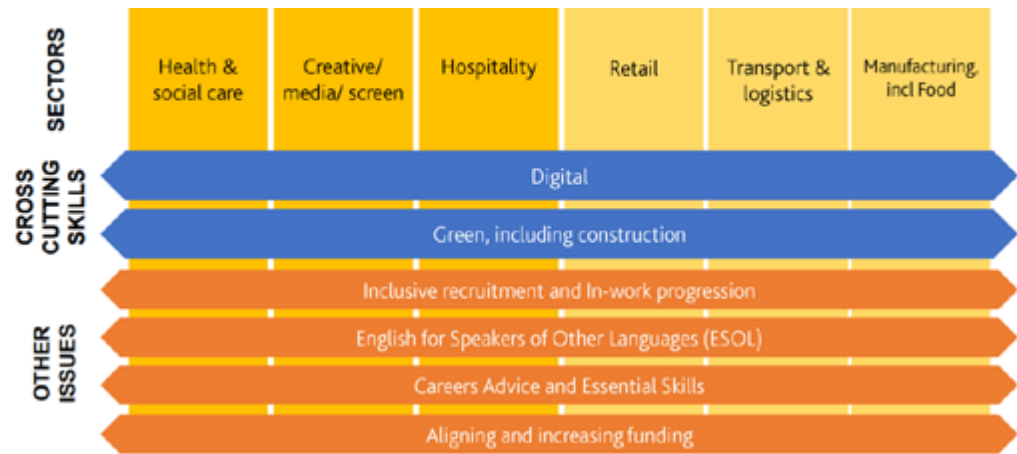 SECTORS
Health &
social care
Creative/
media/ screen
Hospitality
Retail
Transport &
logistics
Manufacturing,
incl Food
CROSS
CUTTING
SKILLS
Digital
Green, including construction
OTHER
ISSUES
Inclusive recruitment and In-work progression
English for Speakers of Other Languages (ESOL)
Careers Advice and Essential Skills
Aligning and increasing funding